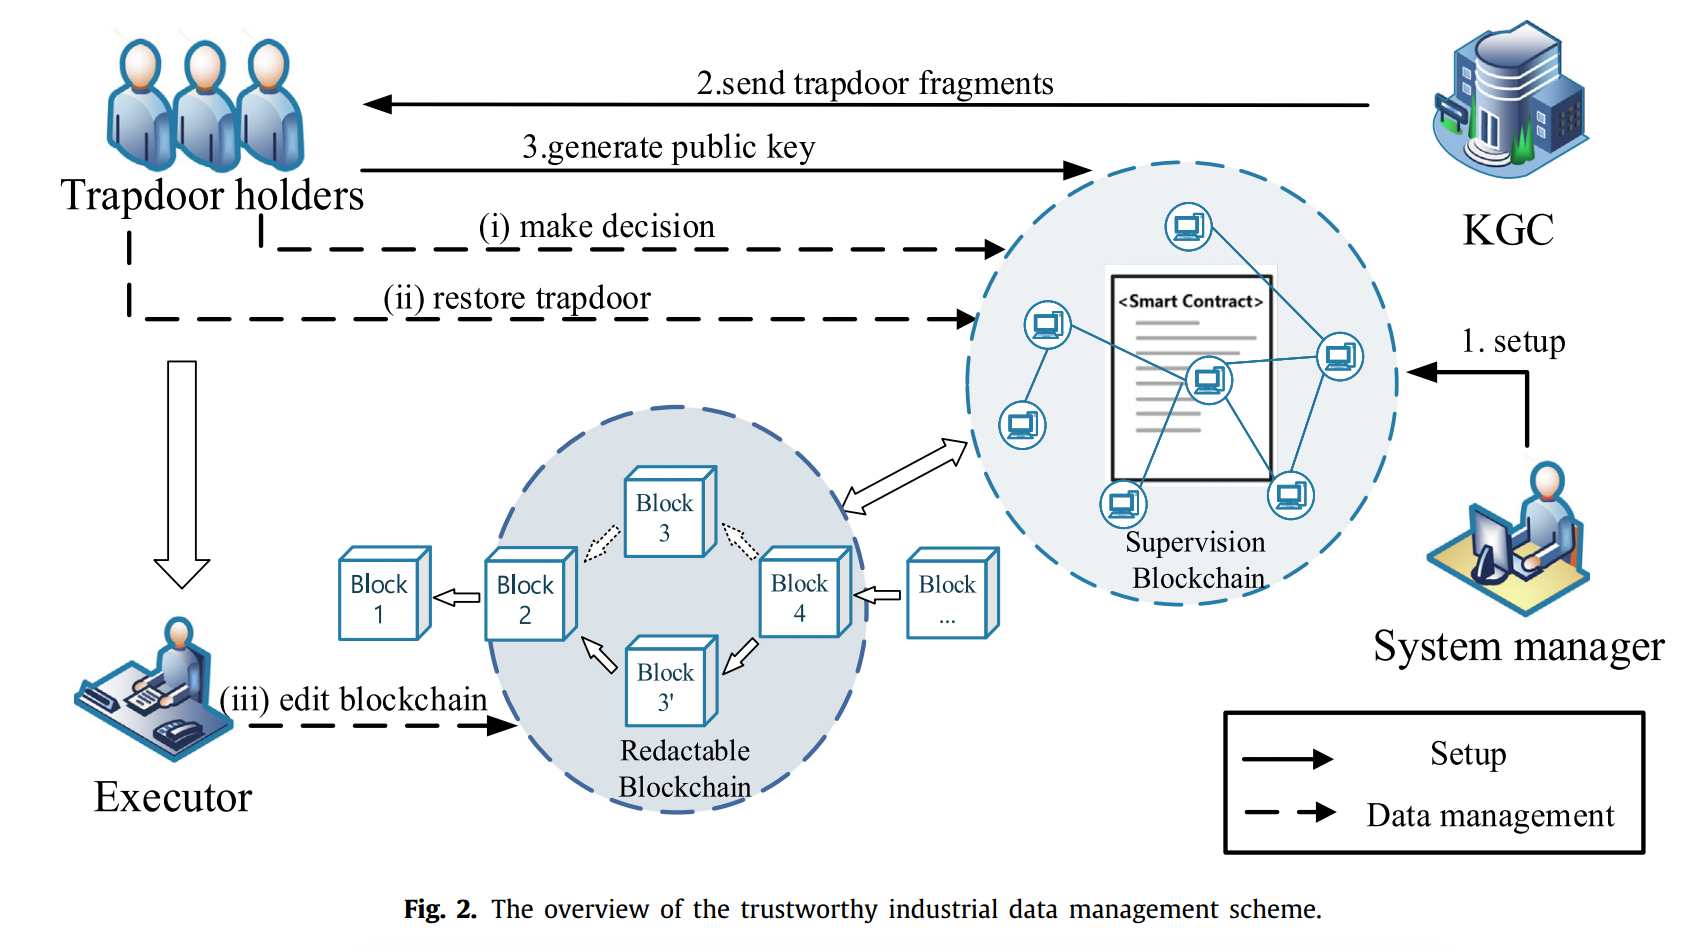 2.send trapdoor fragments
3.generate public key
Trapdoor holders
KGC
(i) make decision
(ii) restore trapdoor
<Smart Contract>
1. setup
Supervision
Blockchain
Block
3
Block
1
Block
2
Block
4
Block
...
Block
3'
Redactable
Blockchain
System manager
(iii) edit blockchain
Executor
Setup
Data management
Fig. 2. The overview of the trustworthy industrial data management scheme.